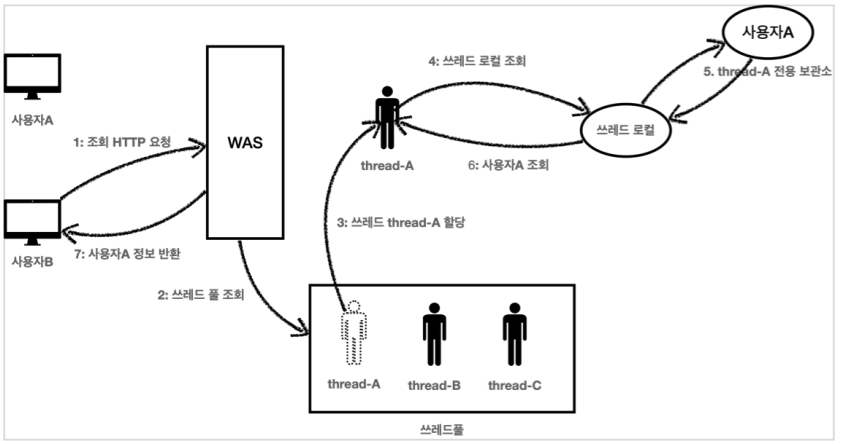 사용자A
4: 쓰레드 로컬 조회
5. thread-A 전용 보관소
사용자A
1: 조회 HTTP 요청
WAS
쓰레드 로컬
thread-A
6: 사용자A 조회
3: 쓰레드 thread-A 할당
7: 사용자A 정보 반환
사용자B
2: 쓰레드 풀 조회
thread-A
thread-B
thread-C
쓰레드풀